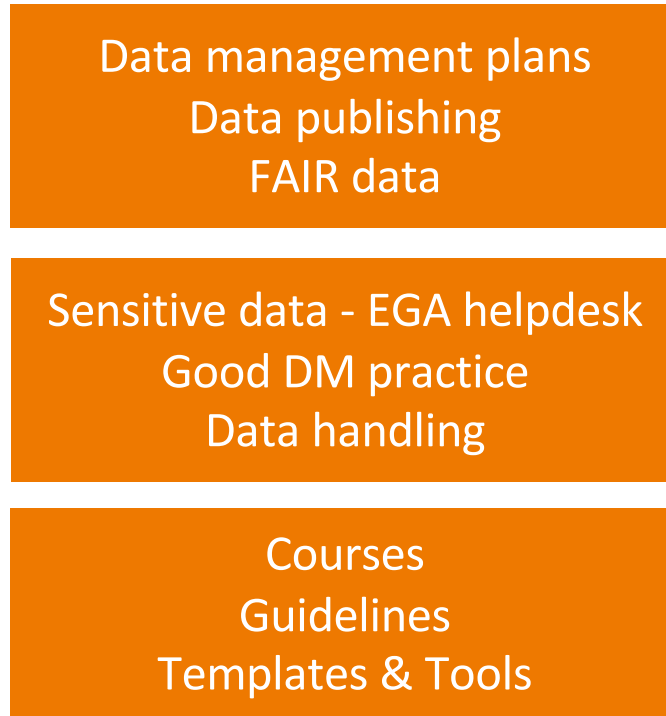 Data management plans
Data publishing
FAIR data
Sensitive data - EGA helpdesk
Good DM practice
Data handling
Courses
Guidelines
Templates & Tools